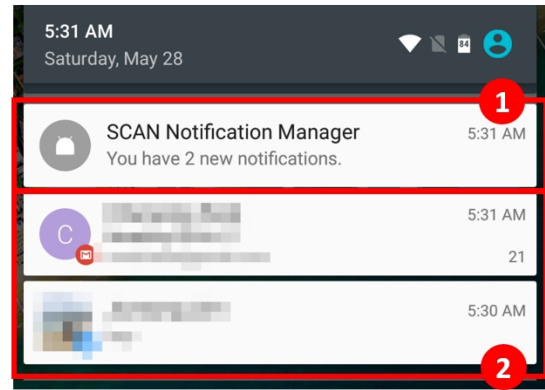 5:31 AM
Saturday, May 28
84
1
SCAN Notification Manager
5:31 AM
You have 2 new notifications.
C
5:31 AM
21
5:30 AM
2